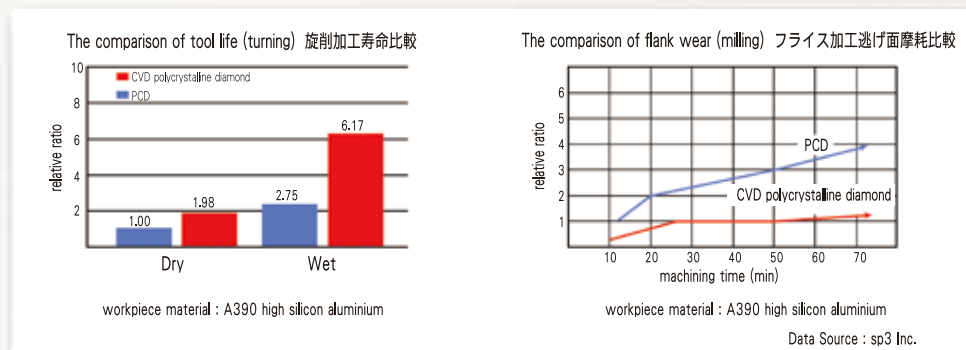 The comparison of tool life (turning) 旋削加工寿命比較
10
8
6
4
2
relative ratio
CVD polycrystalline diamond
PCD
1.00
1.98
2.75
6.17
Dry
Wet
workpiece material : A390 high silicon aluminium
The comparison of flank wear (milling) フライス加工逃げ面摩耗比較
6
5
4
3
2
1
relative ratio
PCD
CVD polycrystalline diamond
10 20 30 40 50 60 70
machining time (min)
workpiece material : A390 high silicon aluminium
Data Source : sp3 Inc.